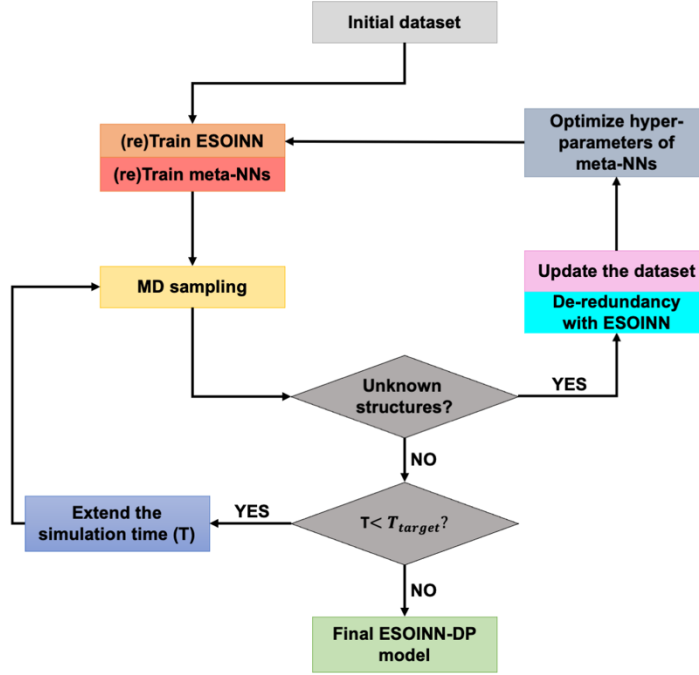 Initial dataset
(re)Train ESOINN
(re)Train meta-NNs
Optimize hyper-
parameters of
meta-NNs
MD sampling
Update the dataset
De-redundancy
with ESOINN
Unknown
structures?
YES
NO
Extend the
simulation time (T)
YES
T< T_target?
NO
Final ESOINN-DP
model